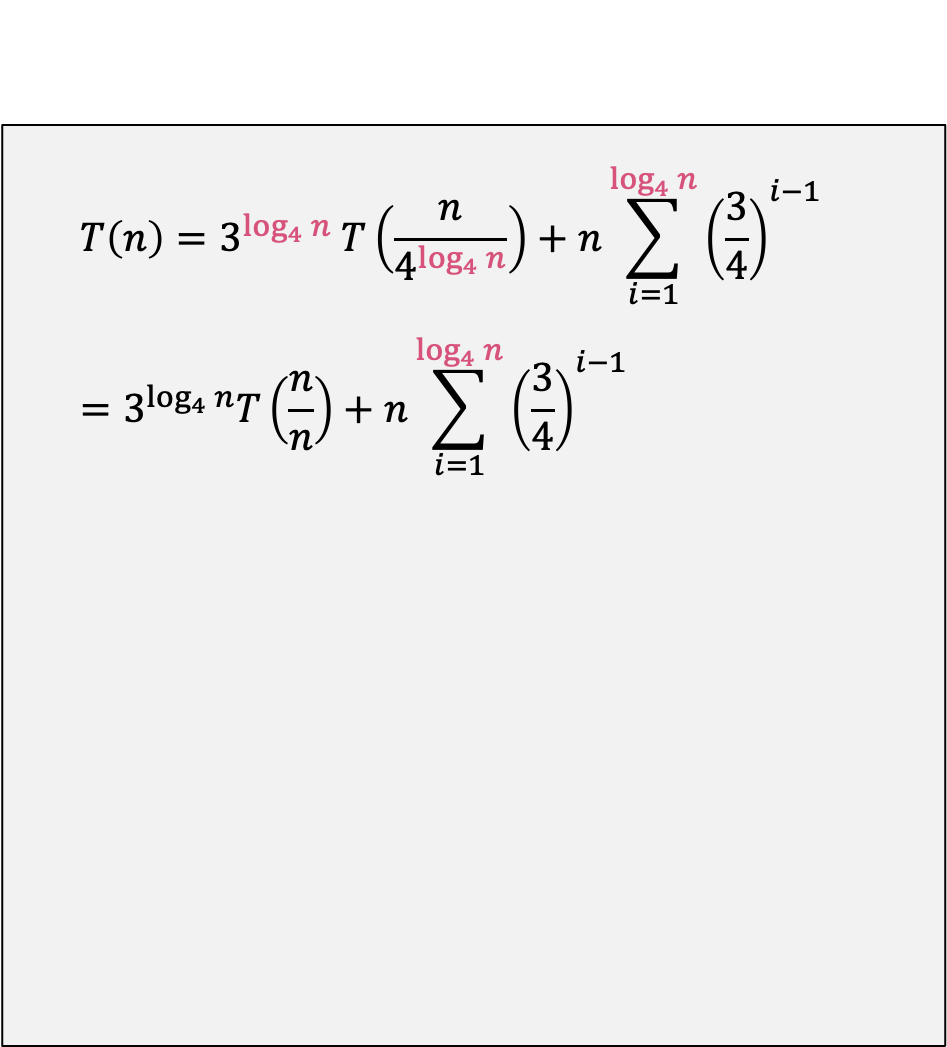 T(n) = 3^{log₄ n} T(n / 4^{log₄ n}) + n ∑_{i=1}^{log₄ n} (3/4)^{i−1}
= 3^{log₄ n} T(n/n) + n ∑_{i=1}^{log₄ n} (3/4)^{i−1}